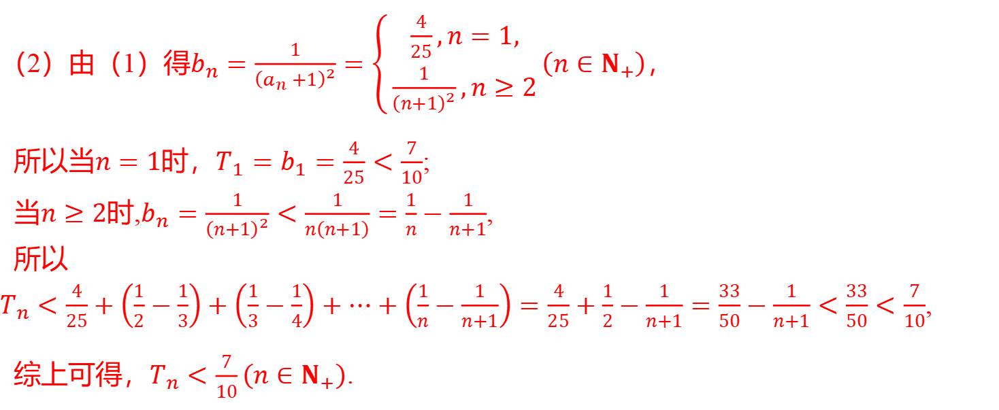 （2）由（1）得$b_n = \frac{1}{(a_n+1)^2} = \begin{cases} \frac{4}{25}, n = 1, \\ \frac{1}{(n+1)^2}, n \geq 2 \end{cases} (n \in \mathbf{N}_+)$，
所以当$n = 1$时，$T_1 = b_1 = \frac{4}{25} < \frac{7}{10}$;
当$n \geq 2$时,$b_n = \frac{1}{(n+1)^2} < \frac{1}{n(n+1)} = \frac{1}{n} - \frac{1}{n+1}$,
所以
$T_n < \frac{4}{25} + \left(\frac{1}{2} - \frac{1}{3}\right) + \left(\frac{1}{3} - \frac{1}{4}\right) + \cdots + \left(\frac{1}{n} - \frac{1}{n+1}\right) = \frac{4}{25} + \frac{1}{2} - \frac{1}{n+1} = \frac{33}{50} - \frac{1}{n+1} < \frac{33}{50} < \frac{7}{10}$,
综上可得，$T_n < \frac{7}{10} (n \in \mathbf{N}_+)$.